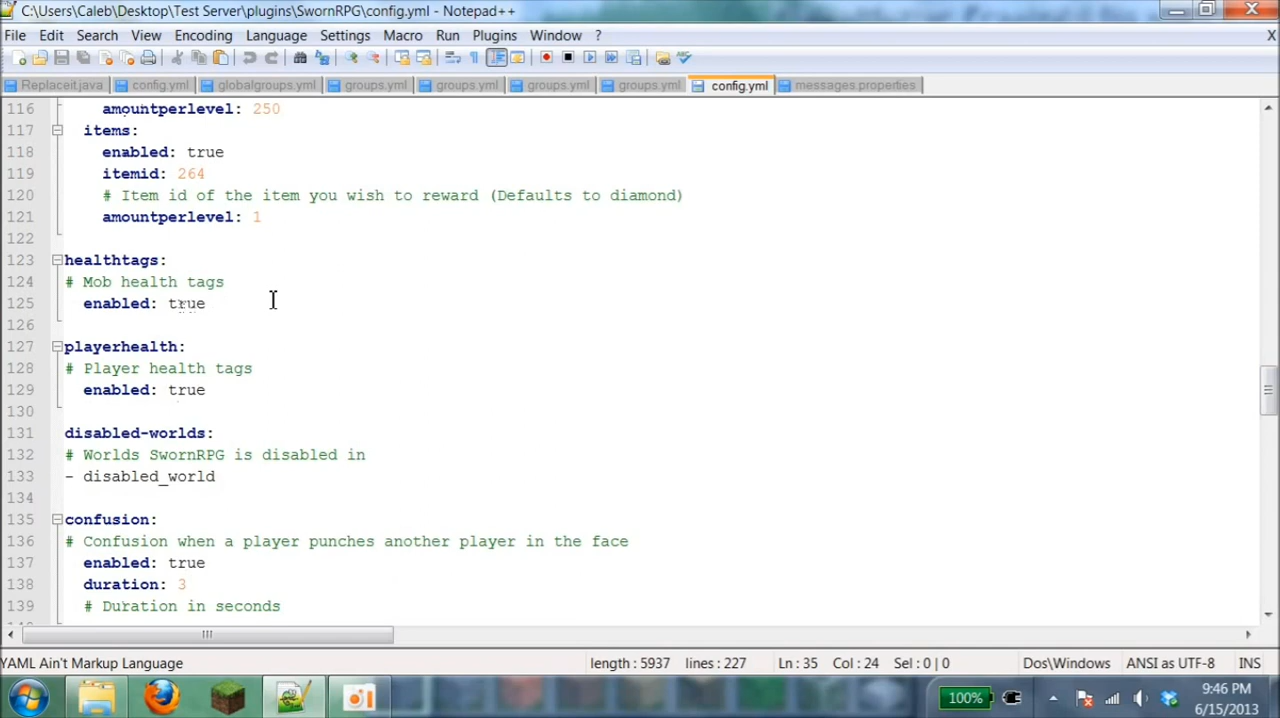 C:\Users\Caleb\Desktop\Test Server\plugins\SwornRPG\config.yml - Notepad++
File Edit Search View Encoding Language Settings Macro Run Plugins Window ? X
Replaceit.java config.yml globalgroups.yml groups.yml groups.yml groups.yml groups.yml config.yml messages.properties
116 amountperlevel: 250
117 items:
118 enabled: true
119 itemid: 264
120 # Item id of the item you wish to reward (Defaults to diamond)
121 amountperlevel: 1
122
123 healthtags:
124 # Mob health tags
125 enabled: true
126
127 playerhealth:
128 # Player health tags
129 enabled: true
130
131 disabled-worlds:
132 # Worlds SwornRPG is disabled in
133 - disabled_world
134
135 confusion:
136 # Confusion when a player punches another player in the face
137 enabled: true
138 duration: 3
139 # Duration in seconds
YAML Ain't Markup Language length : 5937 lines : 227 Ln : 35 Col : 24 Sel : 0 | 0 Dos\Windows ANSI as UTF-8 INS
100% 9:46 PM
6/15/2013